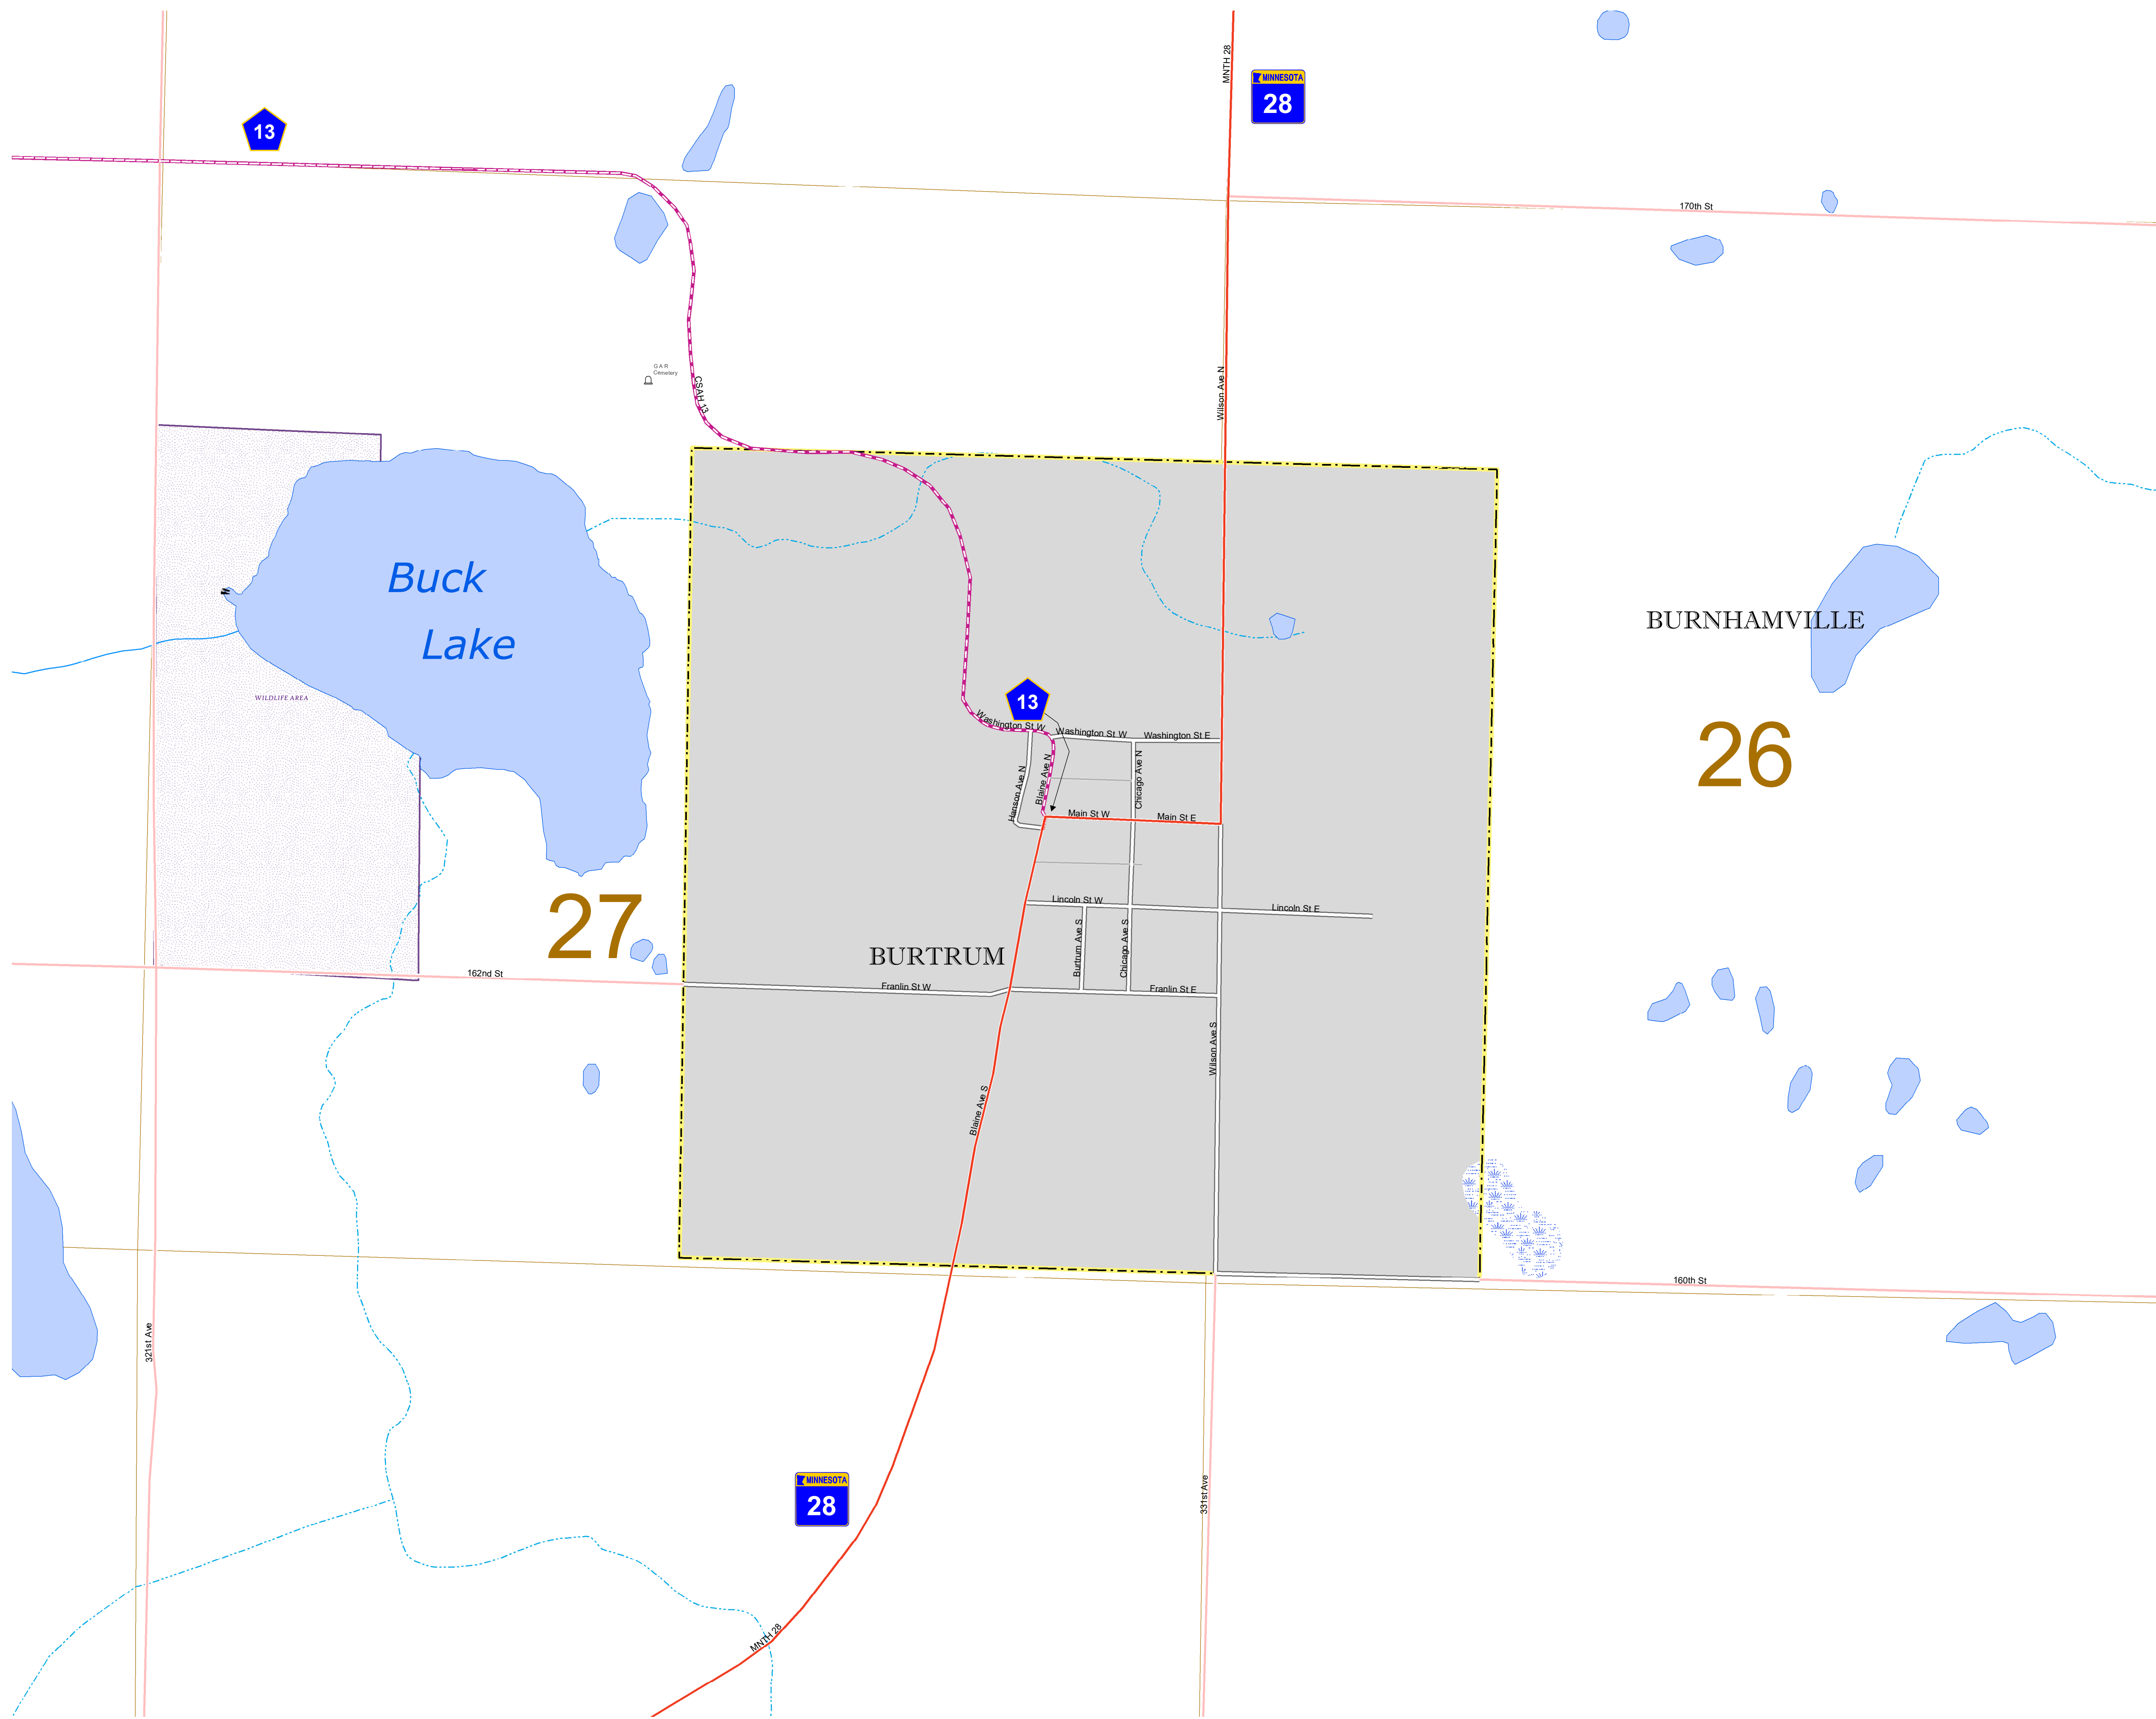 MNTH 28
MINNESOTA
28
13
170th St
G A R
Cemetery
CSAH 13
Wilson Ave N
Buck
Lake
BURNHAMVILLE
WILDLIFE AREA
13
26
Washington St W
Washington St W
Washington St E
Hanson Ave N
Blaine Ave N
Chicago Ave N
Main St W
Main St E
27
Lincoln St W
Lincoln St E
BURTRUM
Burtrum Ave S
Chicago Ave S
162nd St
Franlin St W
Franlin St E
Wilson Ave S
Blaine Ave S
160th St
321st Ave
MINNESOTA
28
331st Ave
MNTH 28